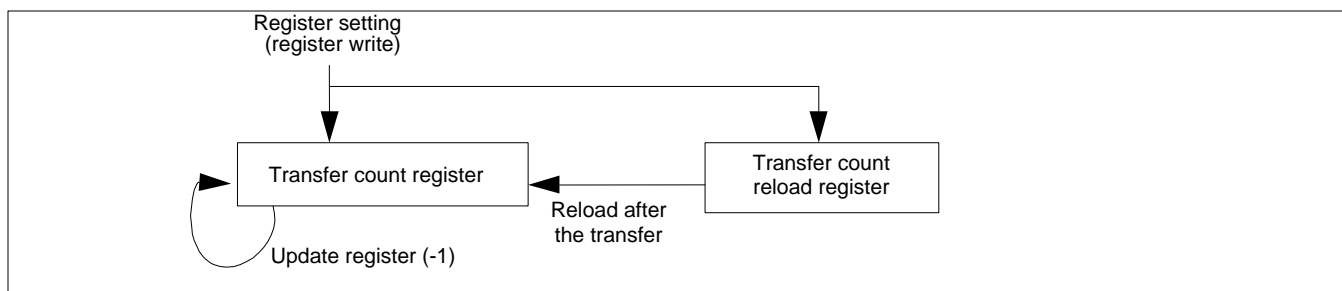 Register setting
(register write)
Transfer count register
Transfer count
reload register
Reload after
the transfer
Update register (-1)